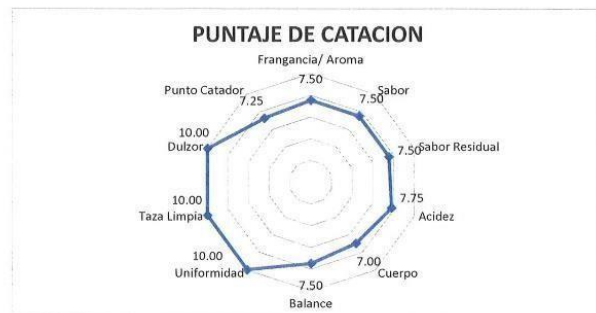 PUNTAJE DE CATACION
Frangancia/ Aroma
7.50
Sabor
7.50
Sabor Residual
7.50
Acidez
7.75
Cuerpo
7.00
Balance
7.50
Uniformidad
10.00
Taza Limpia
10.00
Dulzor
10.00
Punto Catador
7.25